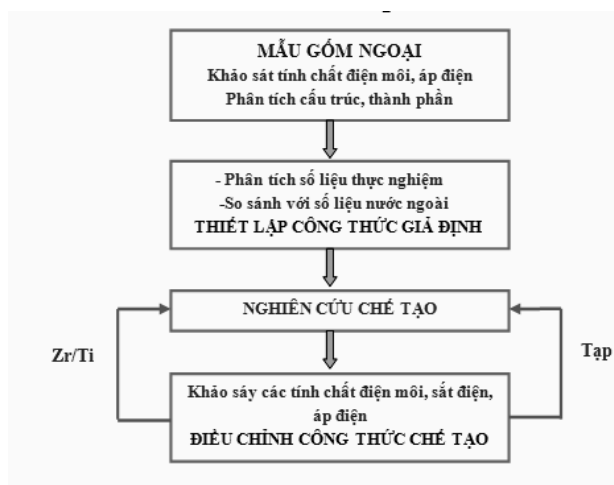 MẪU GỐM NGOẠI
Khảo sát tính chất điện môi, áp điện
Phân tích cấu trúc, thành phần
- Phân tích số liệu thực nghiệm
-So sánh với số liệu nước ngoài
THIẾT LẬP CÔNG THỨC GIẢ ĐỊNH
NGHIÊN CỨU CHẾ TẠO
Zr/Ti
Tạp
Khảo sáy các tính chất điện môi, sắt điện,
áp điện
ĐIỀU CHỈNH CÔNG THỨC CHẾ TẠO